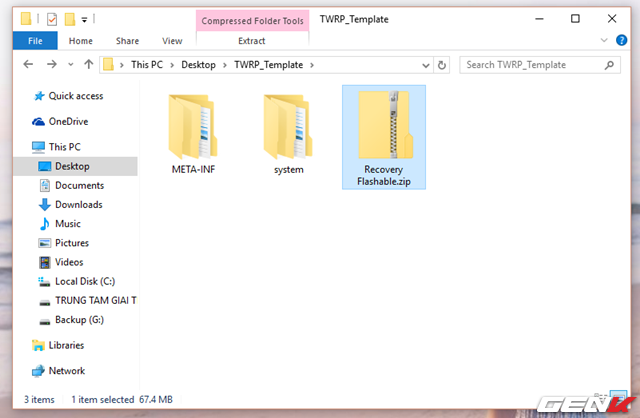 Compressed Folder Tools
TWRP_Template
File
Home
Share
View
Extract
This PC
Desktop
TWRP_Template
Search TWRP_Template
Quick access
OneDrive
This PC
Desktop
Documents
Downloads
Music
Pictures
Videos
Local Disk (C:)
TRUNG TAM GIAI T
Backup (G:)
Libraries
Network
META-INF
system
Recovery
Flashable.zip
3 items
1 item selected 67.4 MB
GENK